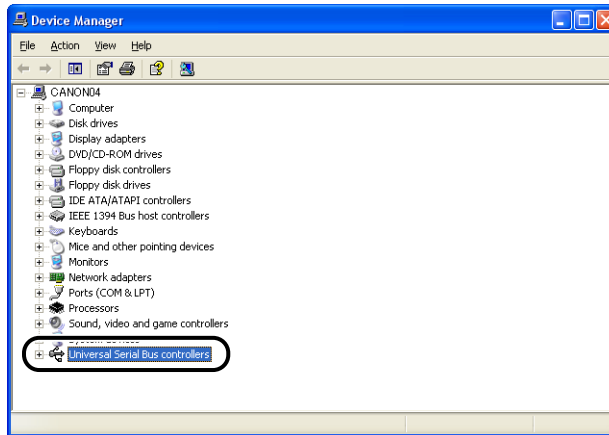 Device Manager
File Action View Help
CANON04
Computer
Disk drives
Display adapters
DVD/CD-ROM drives
Floppy disk controllers
Floppy disk drives
IDE ATA/ATAPI controllers
IEEE 1394 Bus host controllers
Keyboards
Mice and other pointing devices
Monitors
Network adapters
Ports (COM & LPT)
Processors
Sound, video and game controllers
Universal Serial Bus controllers